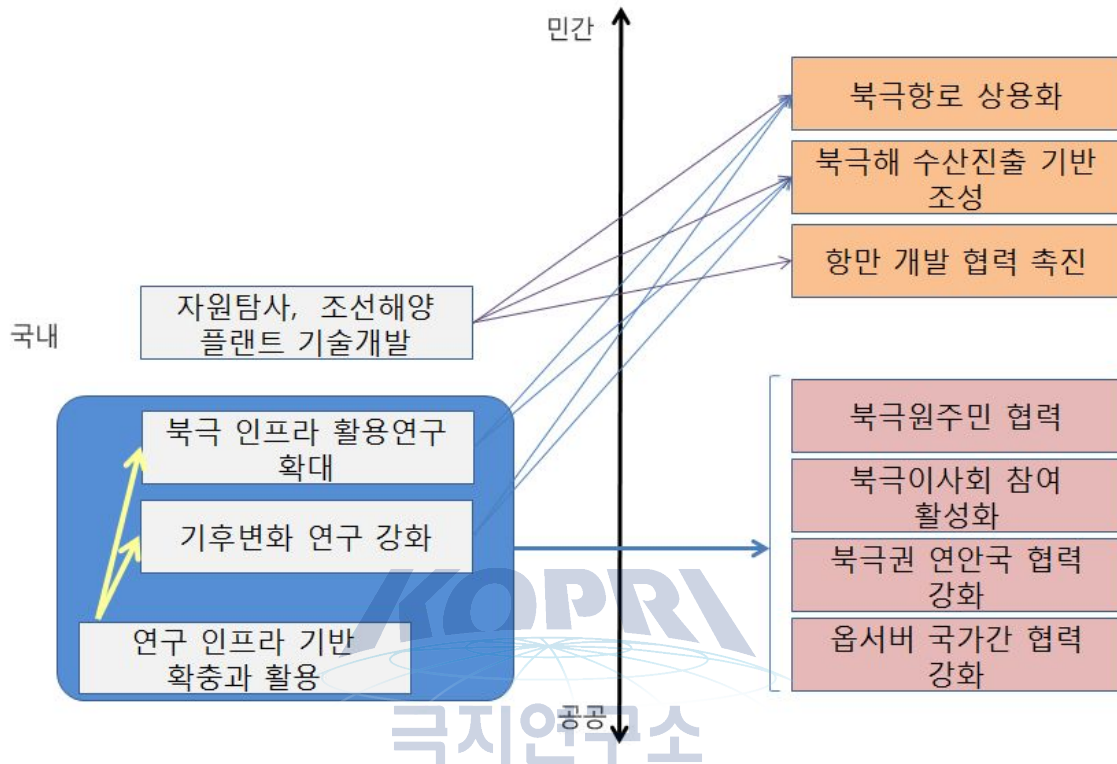 민간
북극항로 상용화
북극해 수산진출 기반
조성
항만 개발 협력 촉진
자원탐사, 조선해양
플랜트 기술개발
국내
북극 인프라 활용연구
확대
기후변화 연구 강화
연구 인프라 기반
확충과 활용
북극원주민 협력
북극이사회 참여
활성화
북극권 연안국 협력
강화
옵서버 국가간 협력
강화
KOPRI
공공
극지연구소